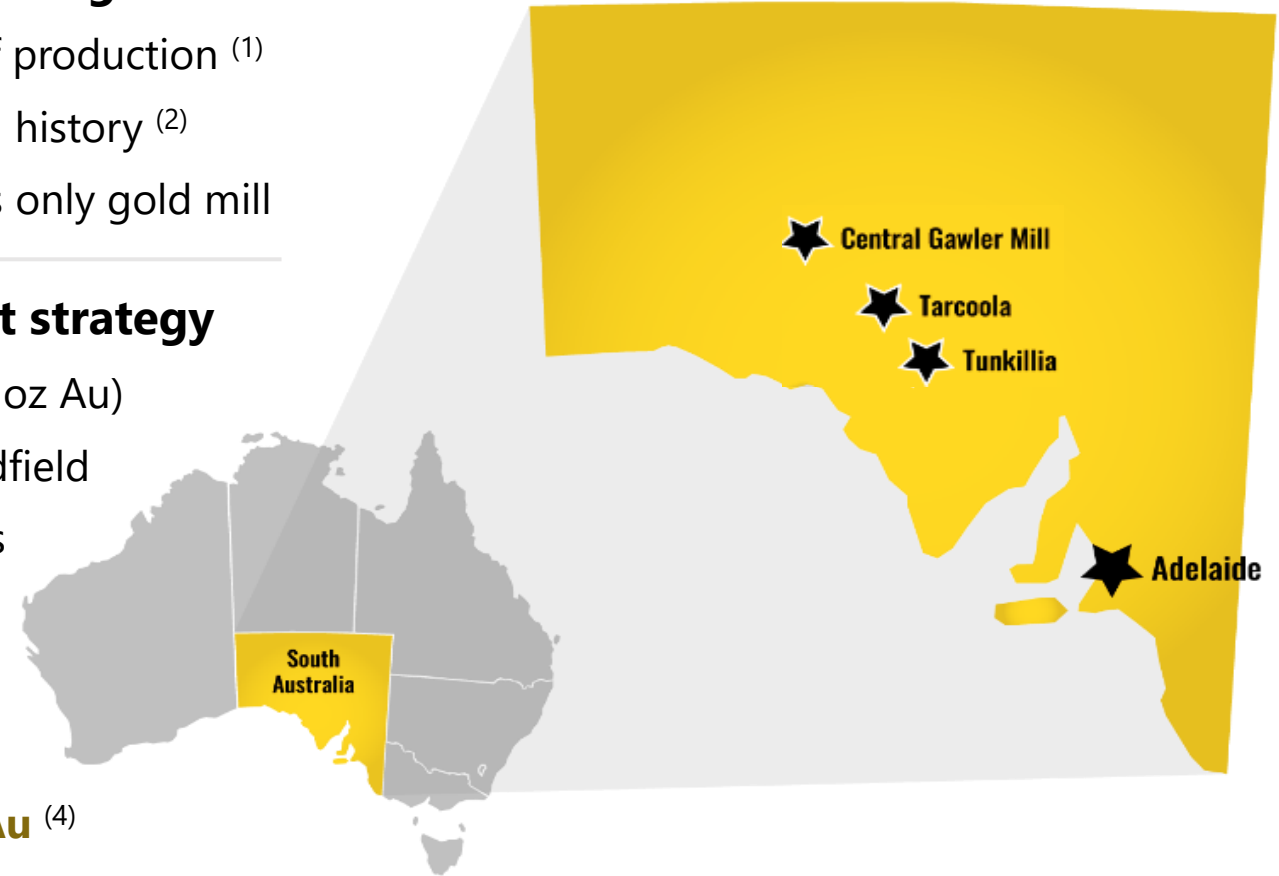 production (1)
history (2)
only gold mill
t strategy
oz Au)
dfield
s
Au (4)
Central Gawler Mill
Tarcoola
Tunkillia
Adelaide
South
Australia